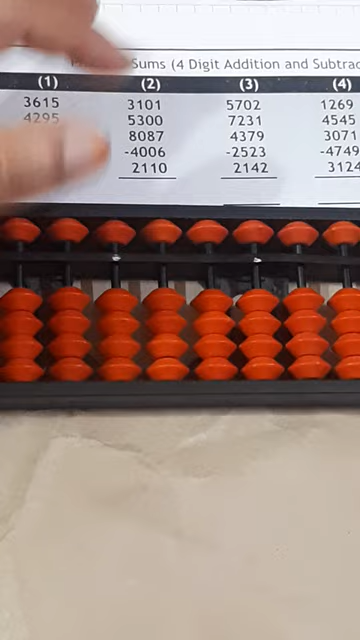 Sums (4 Digit Addition and Subtrac
(1) (2) (3) (4)
3615 3101 5702 1269
4295 5300 7231 4545
8087 4379 3071
-4006 -2523 -4749
2110 2142 3124